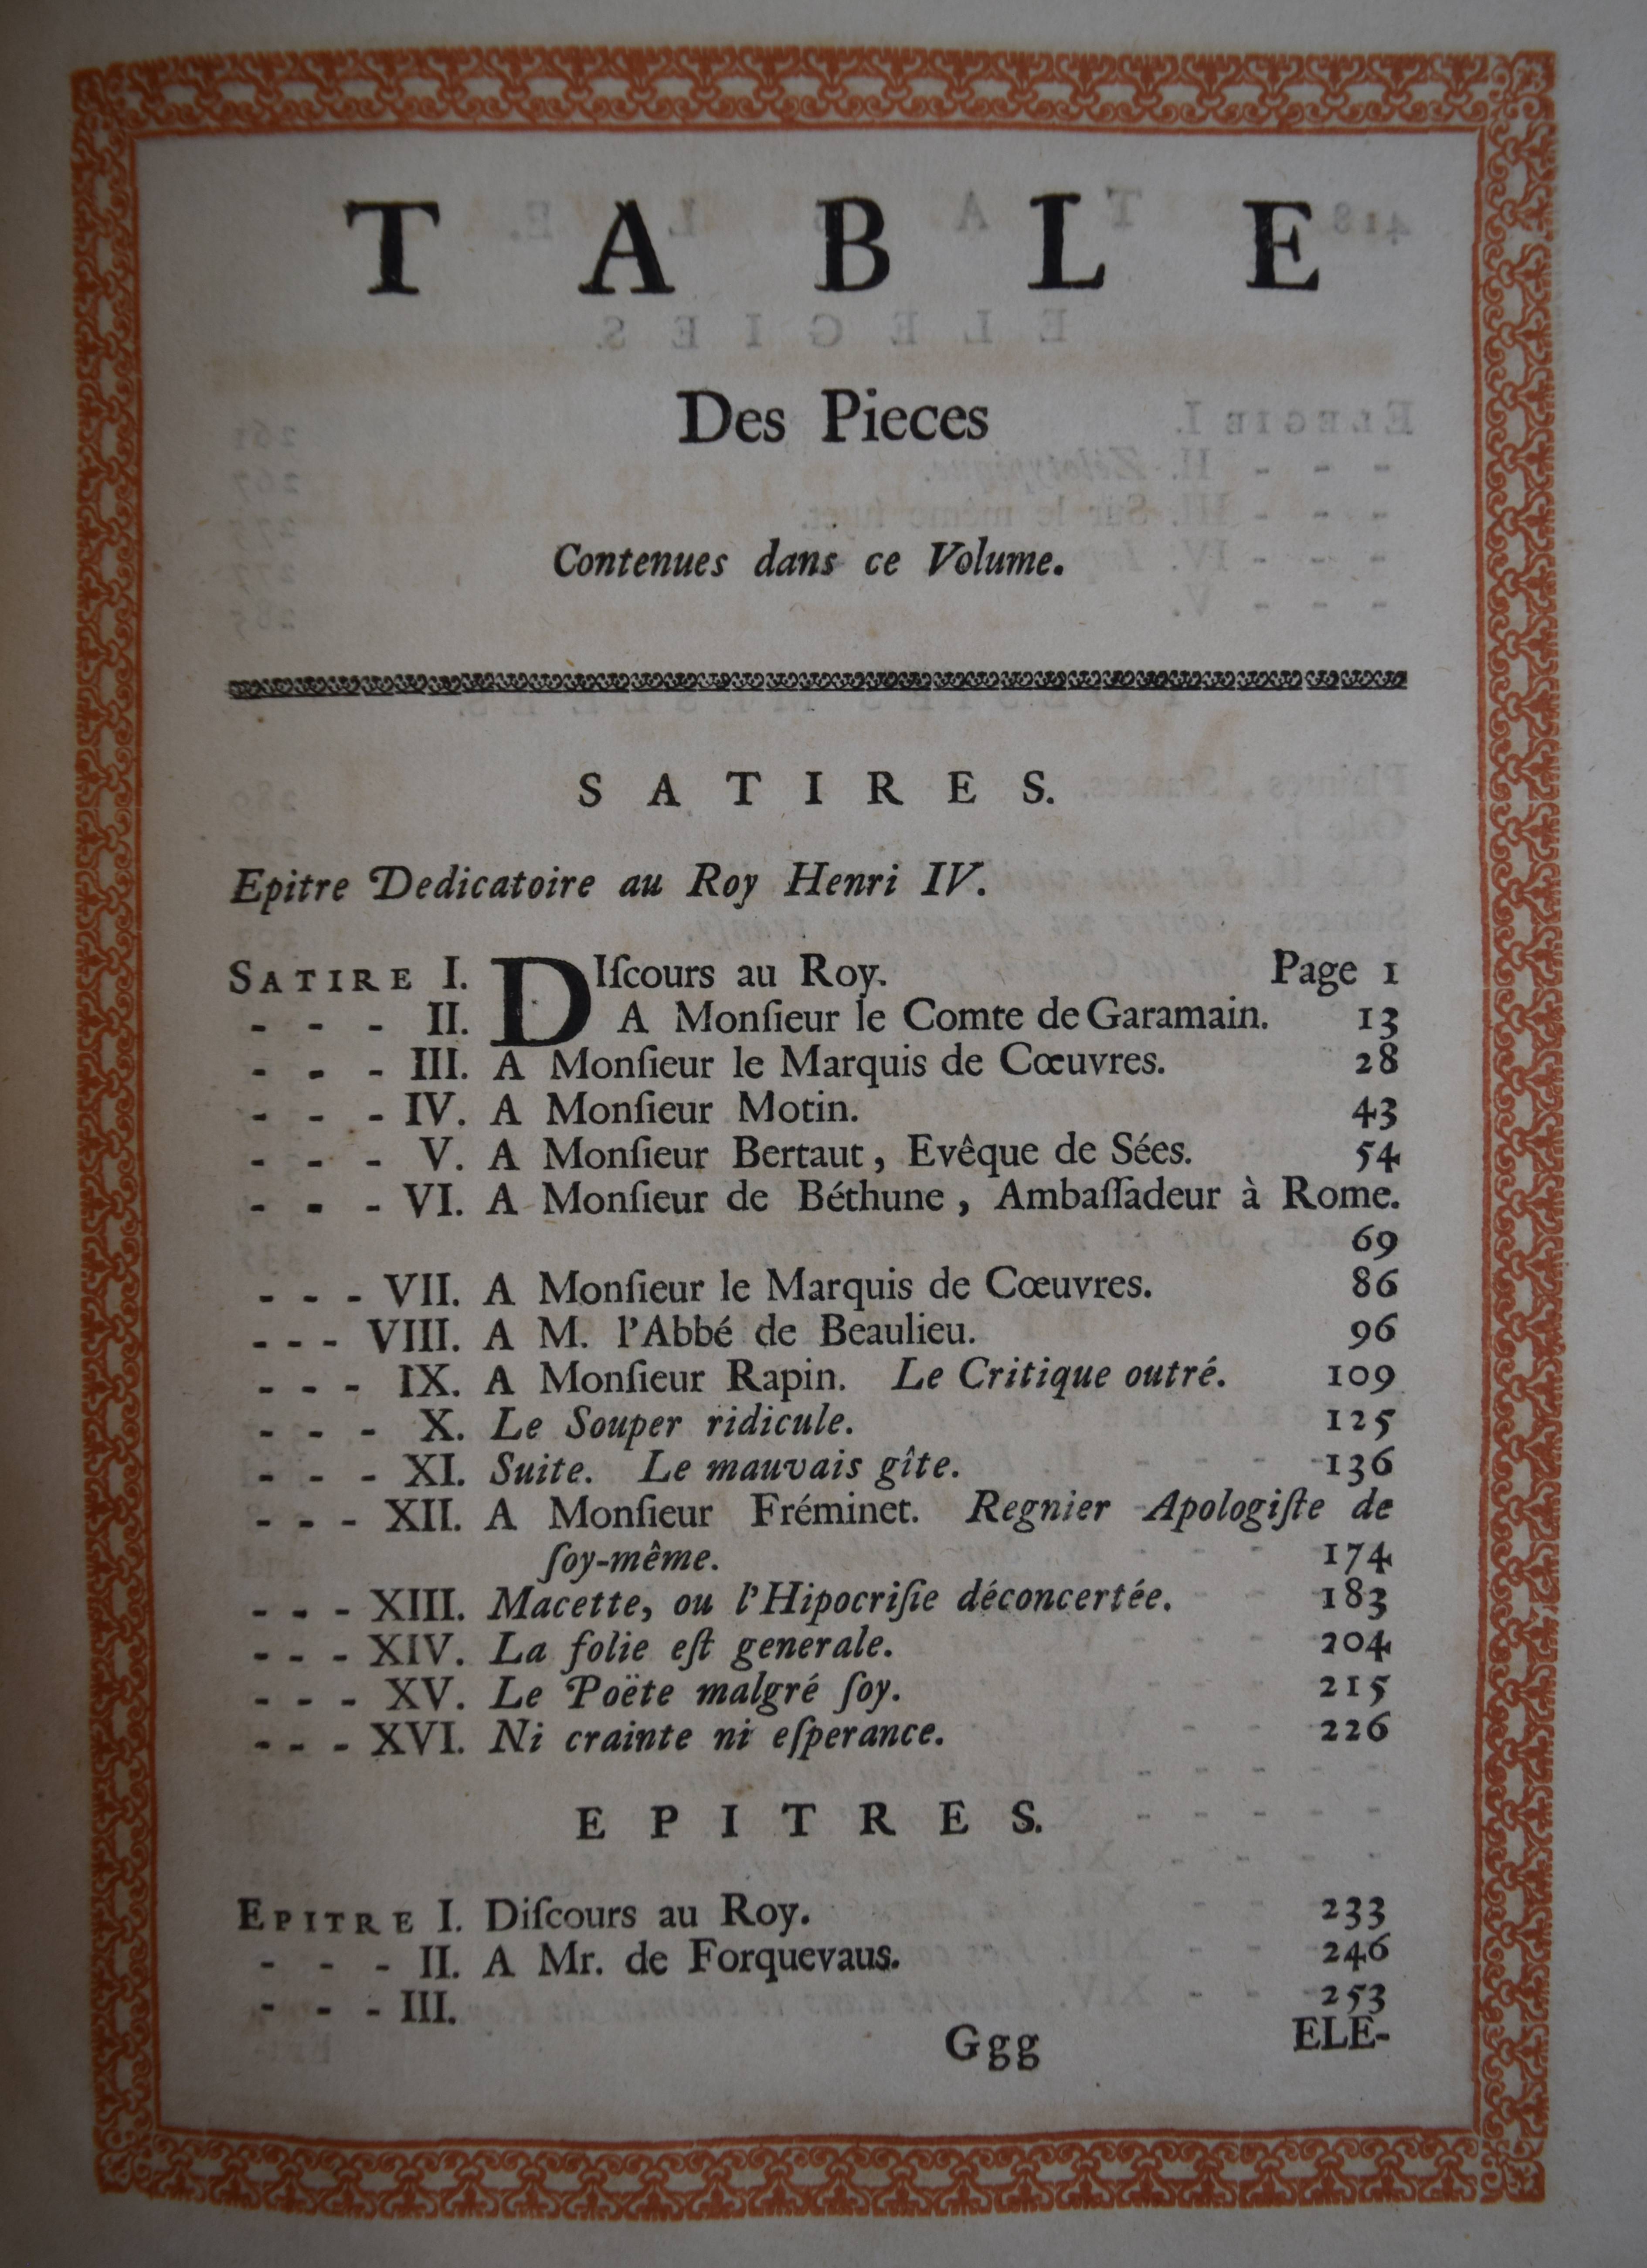 T A B L E
Des Pieces
Contenues dans ce Volume.
S A T I R E S.
Epitre Dedicatoire au Roy Henri IV.
SATIRE I. DIſcours au Roy. Page 1
- - - II. A Monſieur le Comte de Garamain. 13
- - - III. A Monſieur le Marquis de Cœuvres. 28
- - - IV. A Monſieur Motin. 43
- - - V. A Monſieur Bertaut, Evêque de Sées. 54
- - - VI. A Monſieur de Béthune, Ambaſſadeur à Rome.
69
- - - VII. A Monſieur le Marquis de Cœuvres. 86
- - - VIII. A M. l'Abbé de Beaulieu. 96
- - - IX. A Monſieur Rapin. Le Critique outré. 109
- - - X. Le Souper ridicule. 125
- - - XI. Suite. Le mauvais gîte. 136
- - - XII. A Monſieur Fréminet. Regnier Apologiſte de
ſoy-même. 174
- - - XIII. Macette, ou l'Hipocriſie déconcertée. 183
- - - XIV. La folie eſt generale. 204
- - - XV. Le Poëte malgré ſoy. 215
- - - XVI. Ni crainte ni eſperance. 226
E P I T R E S.
EPITRE I. Diſcours au Roy. 233
- - - II. A Mr. de Forquevaus. 246
- - - III. 253
Ggg ELE-